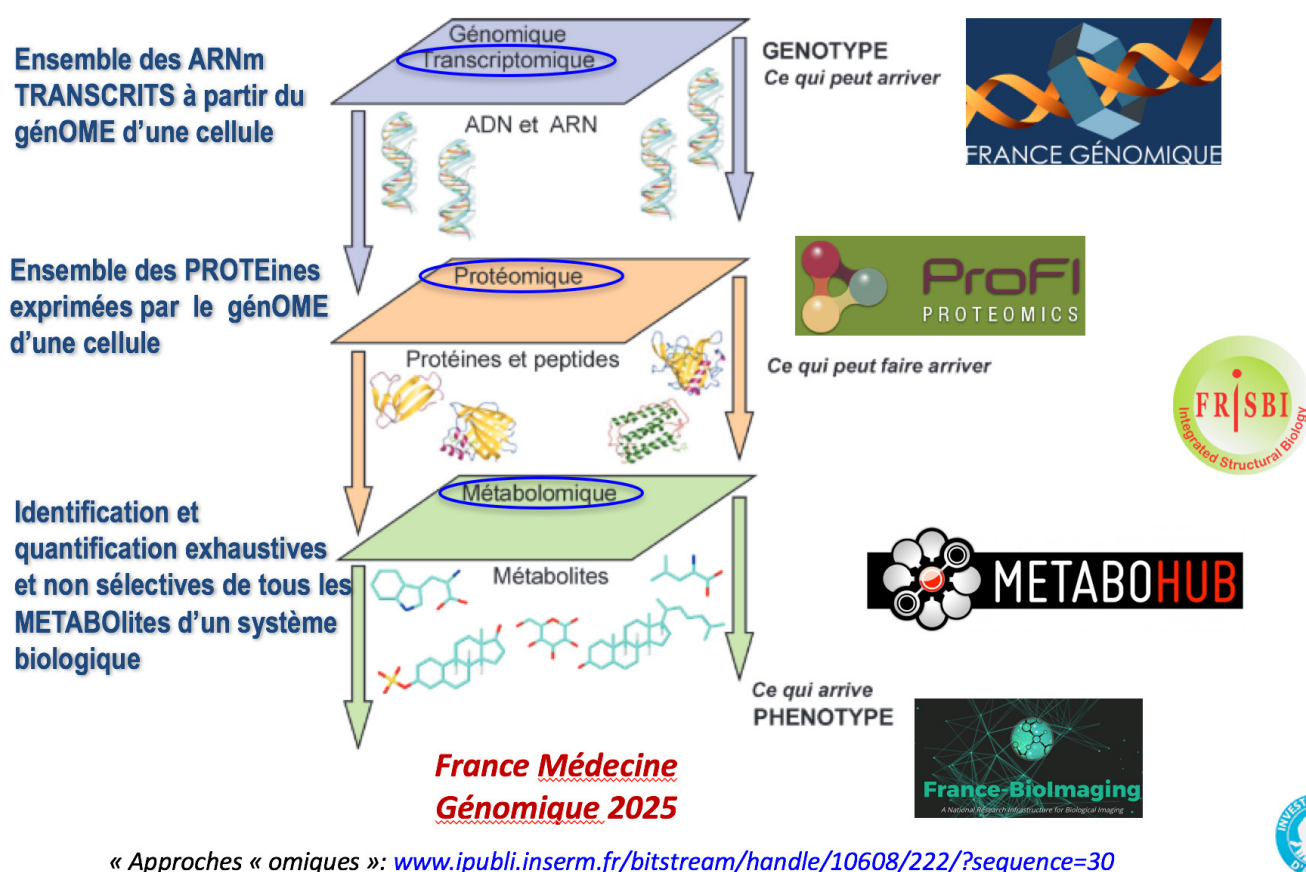 Génomique
Transcriptomique
Ensemble des ARNm
TRANSCRITS à partir du
génOME d'une cellule
GENOTYPE
Ce qui peut arriver
ADN et ARN
FRANCE GÉNOMIQUE
Ensemble des PROTEines
exprimées par le génOME
d'une cellule
Protéomique
ProFI
PROTEOMICS
Protéines et peptides
Ce qui peut faire arriver
FRISBI
Integrated Structural Biology
Identification et
quantification exhaustives
et non sélectives de tous les
METABOlites d'un système
biologique
Métabolomique
Métabolites
METABOHUB
Ce qui arrive
PHENOTYPE
France-BioImaging
A National Research Infrastructure for Biological Imaging
France Médecine
Génomique 2025
« Approches « omiques »: www.ipubli.inserm.fr/bitstream/handle/10608/222/?sequence=30